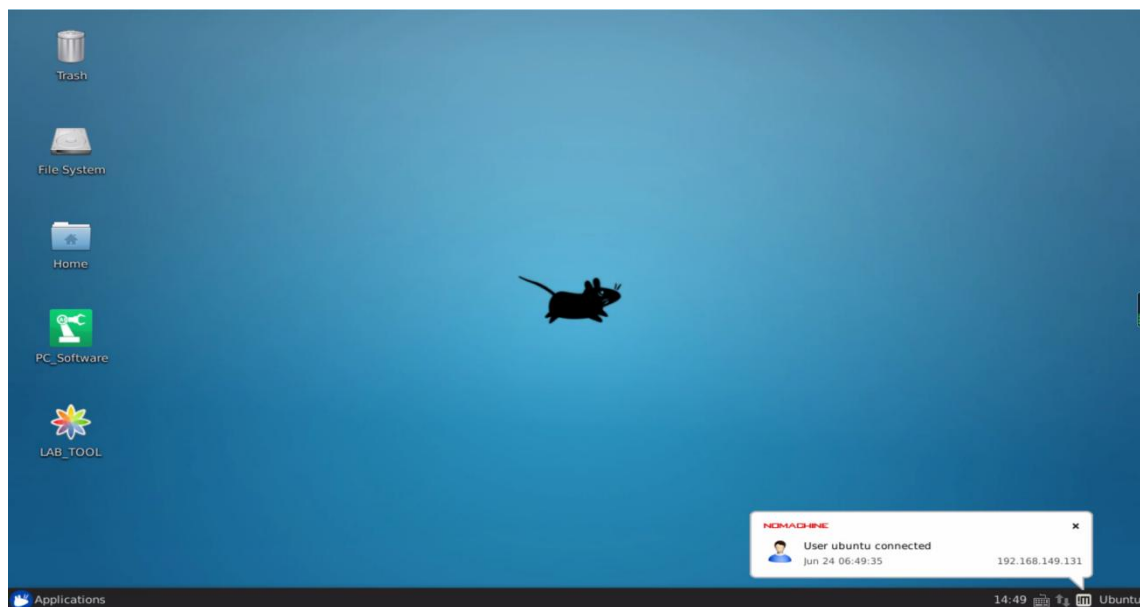 Trash
File System
Home
PC_Software
LAB_TOOL
NOMACHINE
User ubuntu connected
Jun 24 06:49:35 192.168.149.131
Applications 14:49 Ubuntu